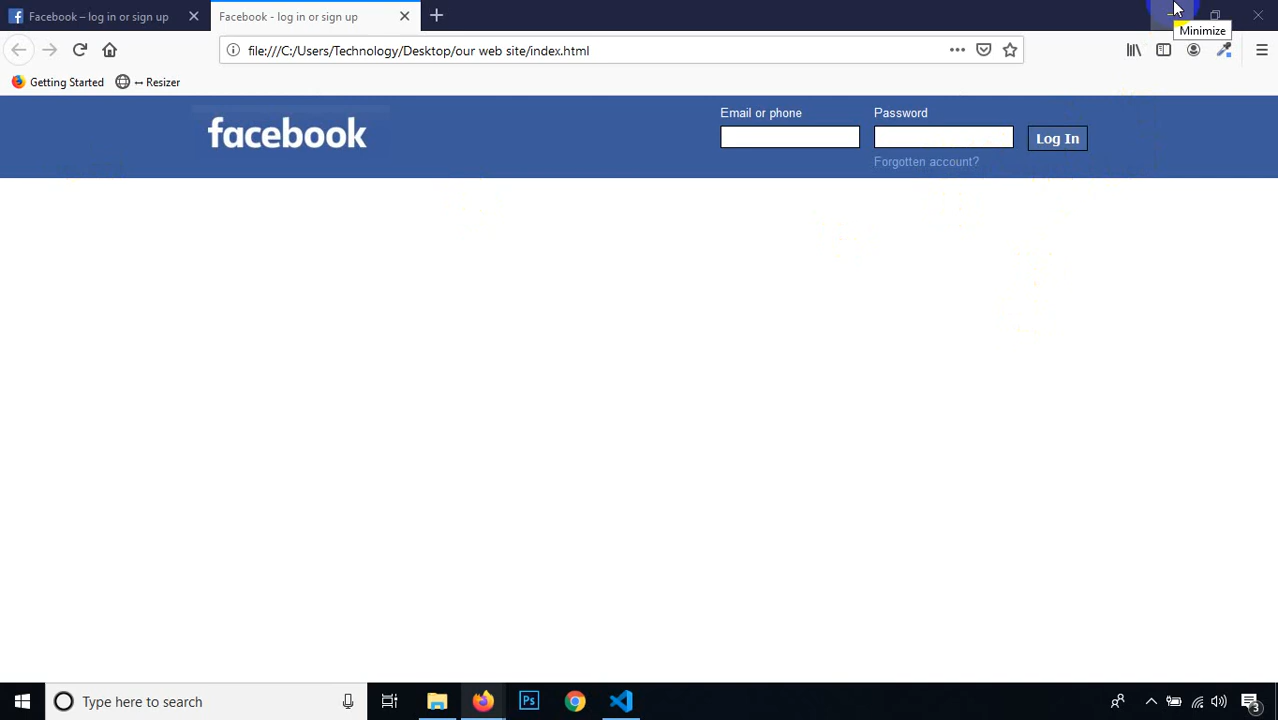 Facebook – log in or sign up
Facebook - log in or sign up
Minimize
file:///C:/Users/Technology/Desktop/our web site/index.html
Getting Started
Resizer
facebook
Email or phone
Password
Log In
Forgotten account?
Type here to search
Ps
3